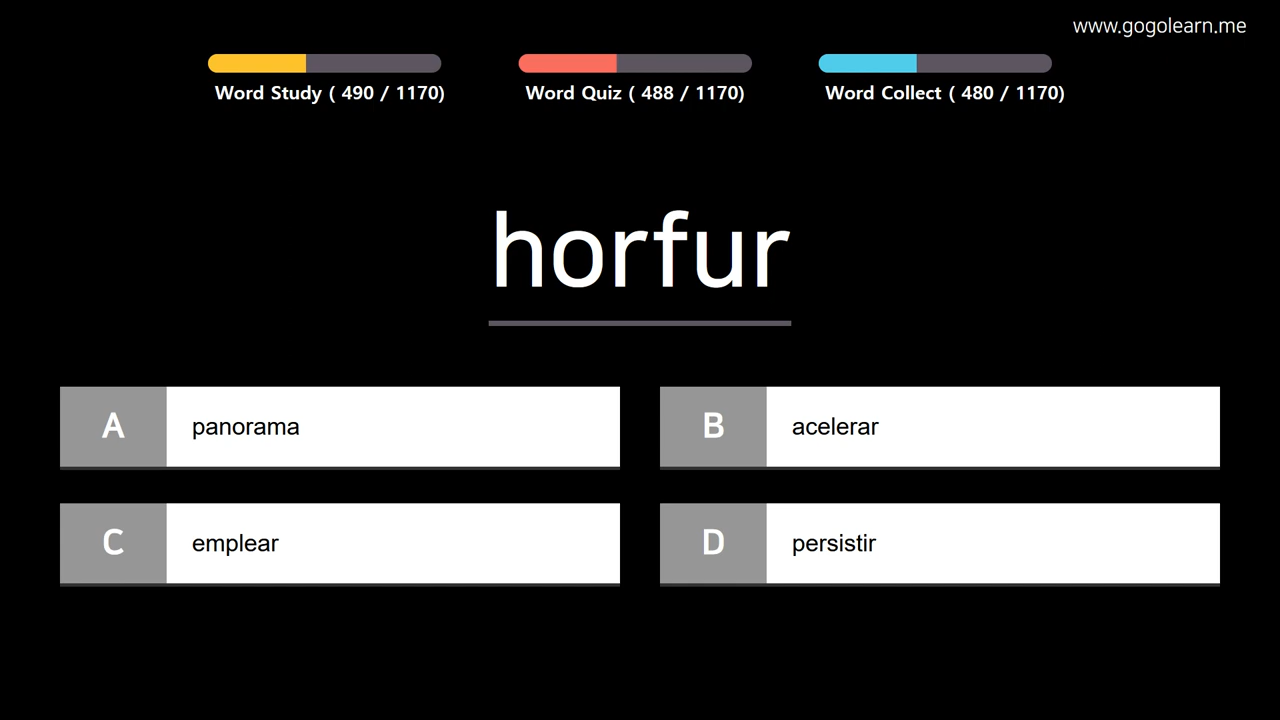 www.gogolearn.me
Word Study ( 490 / 1170)
Word Quiz ( 488 / 1170)
Word Collect ( 480 / 1170)
horfur
A panorama
B acelerar
C emplear
D persistir